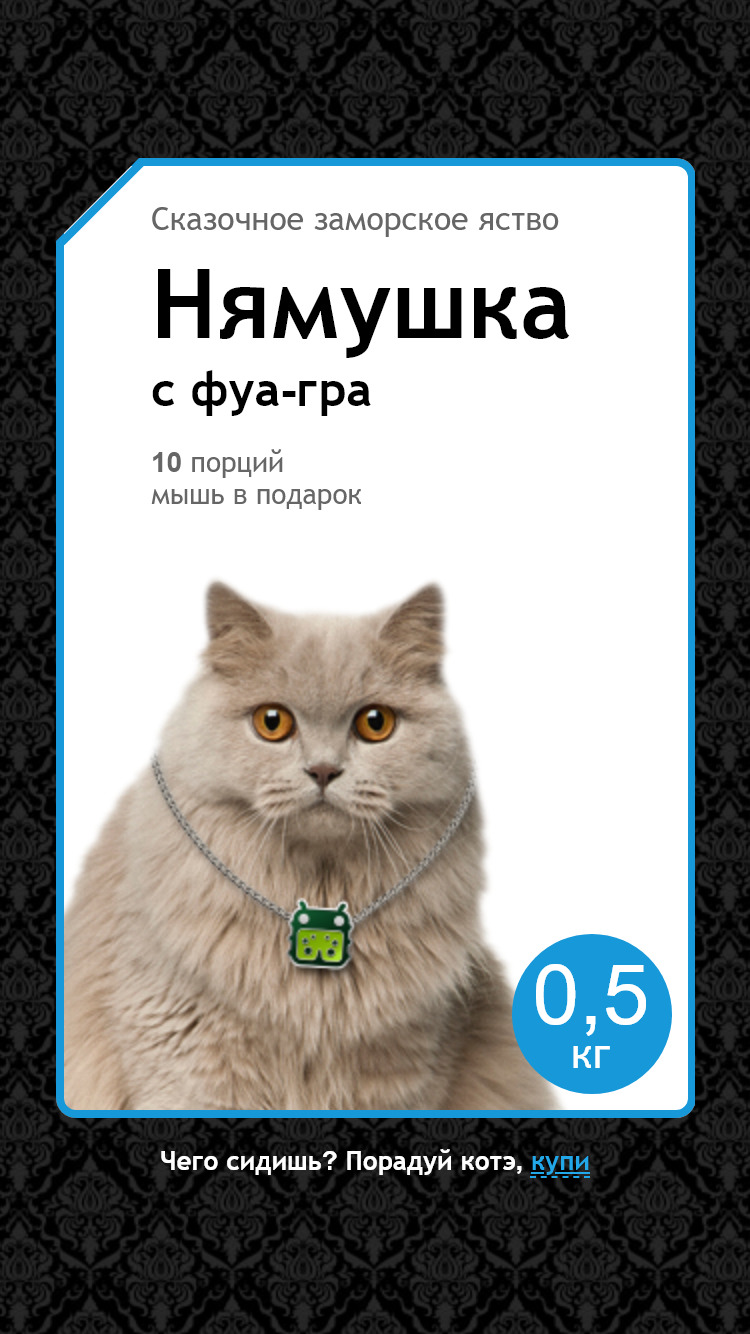 Сказочное заморское яство
Нямушка
с фуа-гра
10 порций
мышь в подарок
0,5
кг
Чего сидишь? Порадуй котэ, купи